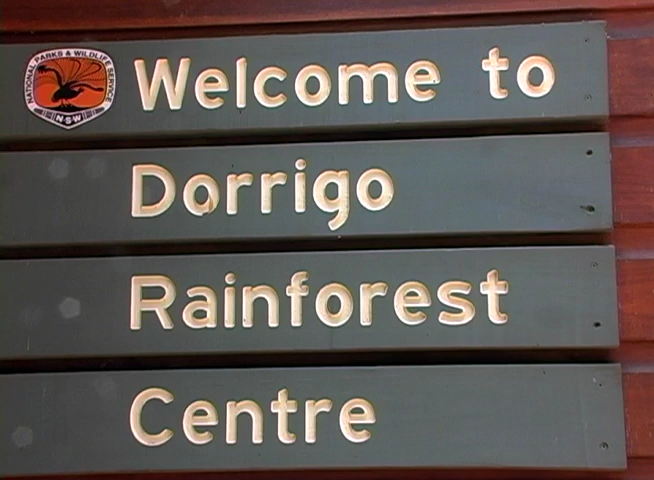 NATIONAL PARKS & WILDLIFE SERVICE
NSW
Welcome to
Dorrigo
Rainforest
Centre